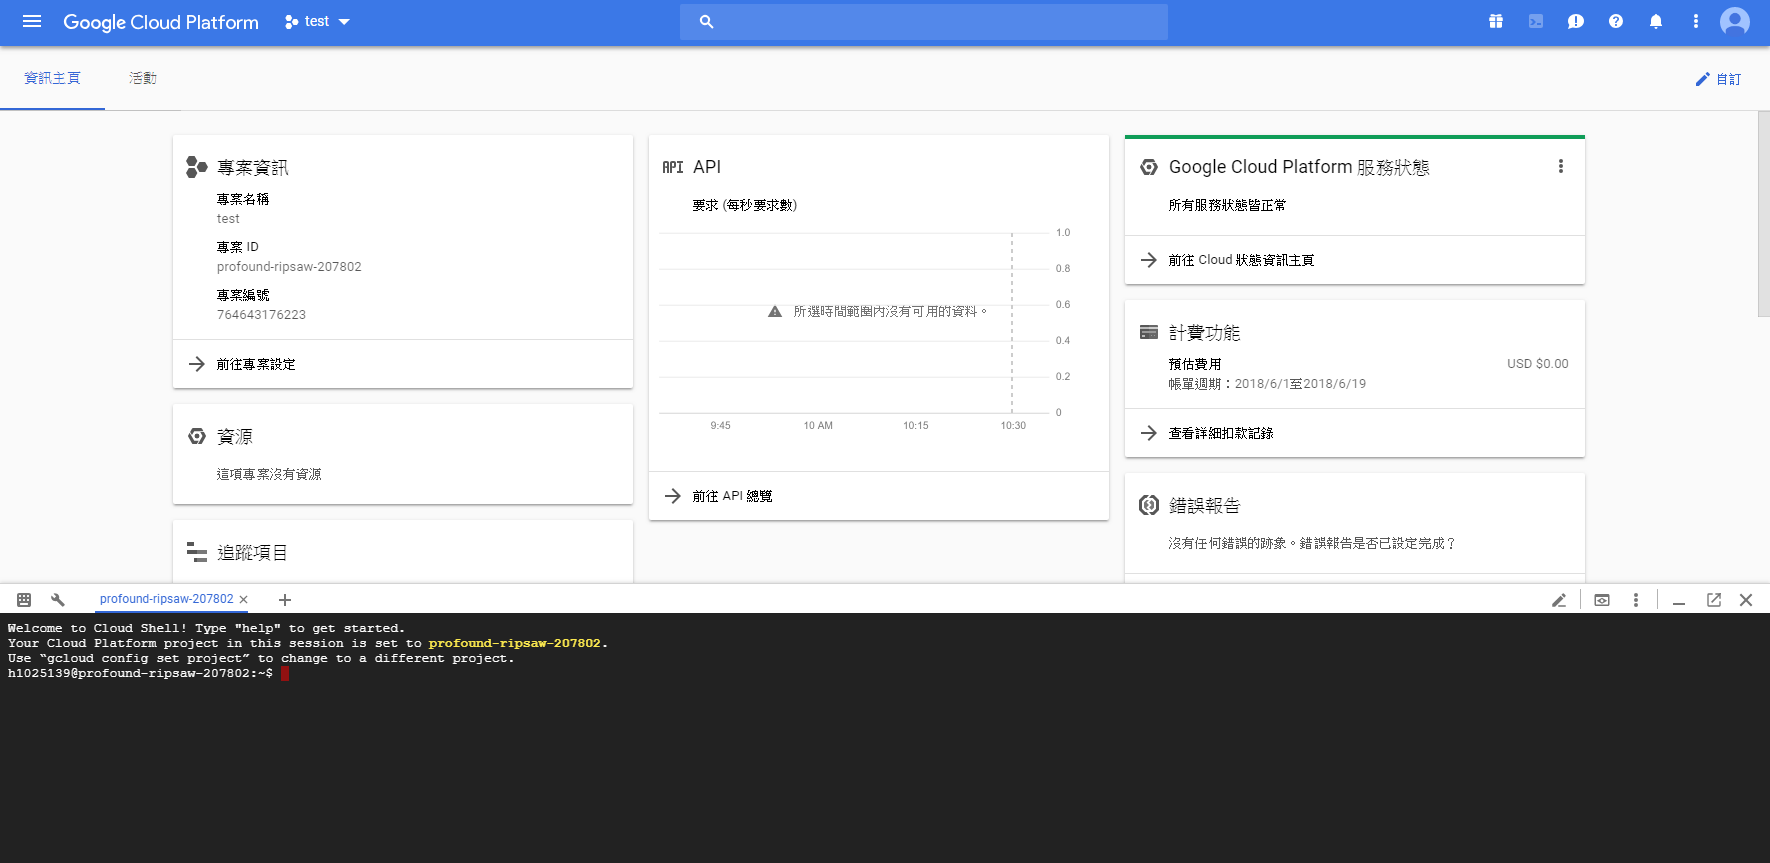 Google Cloud Platform
test
資訊主頁
活動
自訂
專案資訊
專案名稱
test
專案 ID
profound-ripsaw-207802
專案編號
764643176223
前往專案設定
資源
這項專案沒有資源
追蹤項目
API API
要求 (每秒要求數)
1.0
0.8
0.6
0.4
0.2
0
所選時間範圍內沒有可用的資料。
9:45 10 AM 10:15 10:30
前往 API 總覽
Google Cloud Platform 服務狀態
所有服務狀態皆正常
前往 Cloud 狀態資訊主頁
計費功能
預估費用 USD $0.00
帳單週期：2018/6/1至2018/6/19
查看詳細扣款記錄
錯誤報告
沒有任何錯誤的跡象。錯誤報告是否已設定完成？
profound-ripsaw-207802
Welcome to Cloud Shell! Type "help" to get started.
Your Cloud Platform project in this session is set to profound-ripsaw-207802.
Use “gcloud config set project” to change to a different project.
h1025139@profound-ripsaw-207802:~$